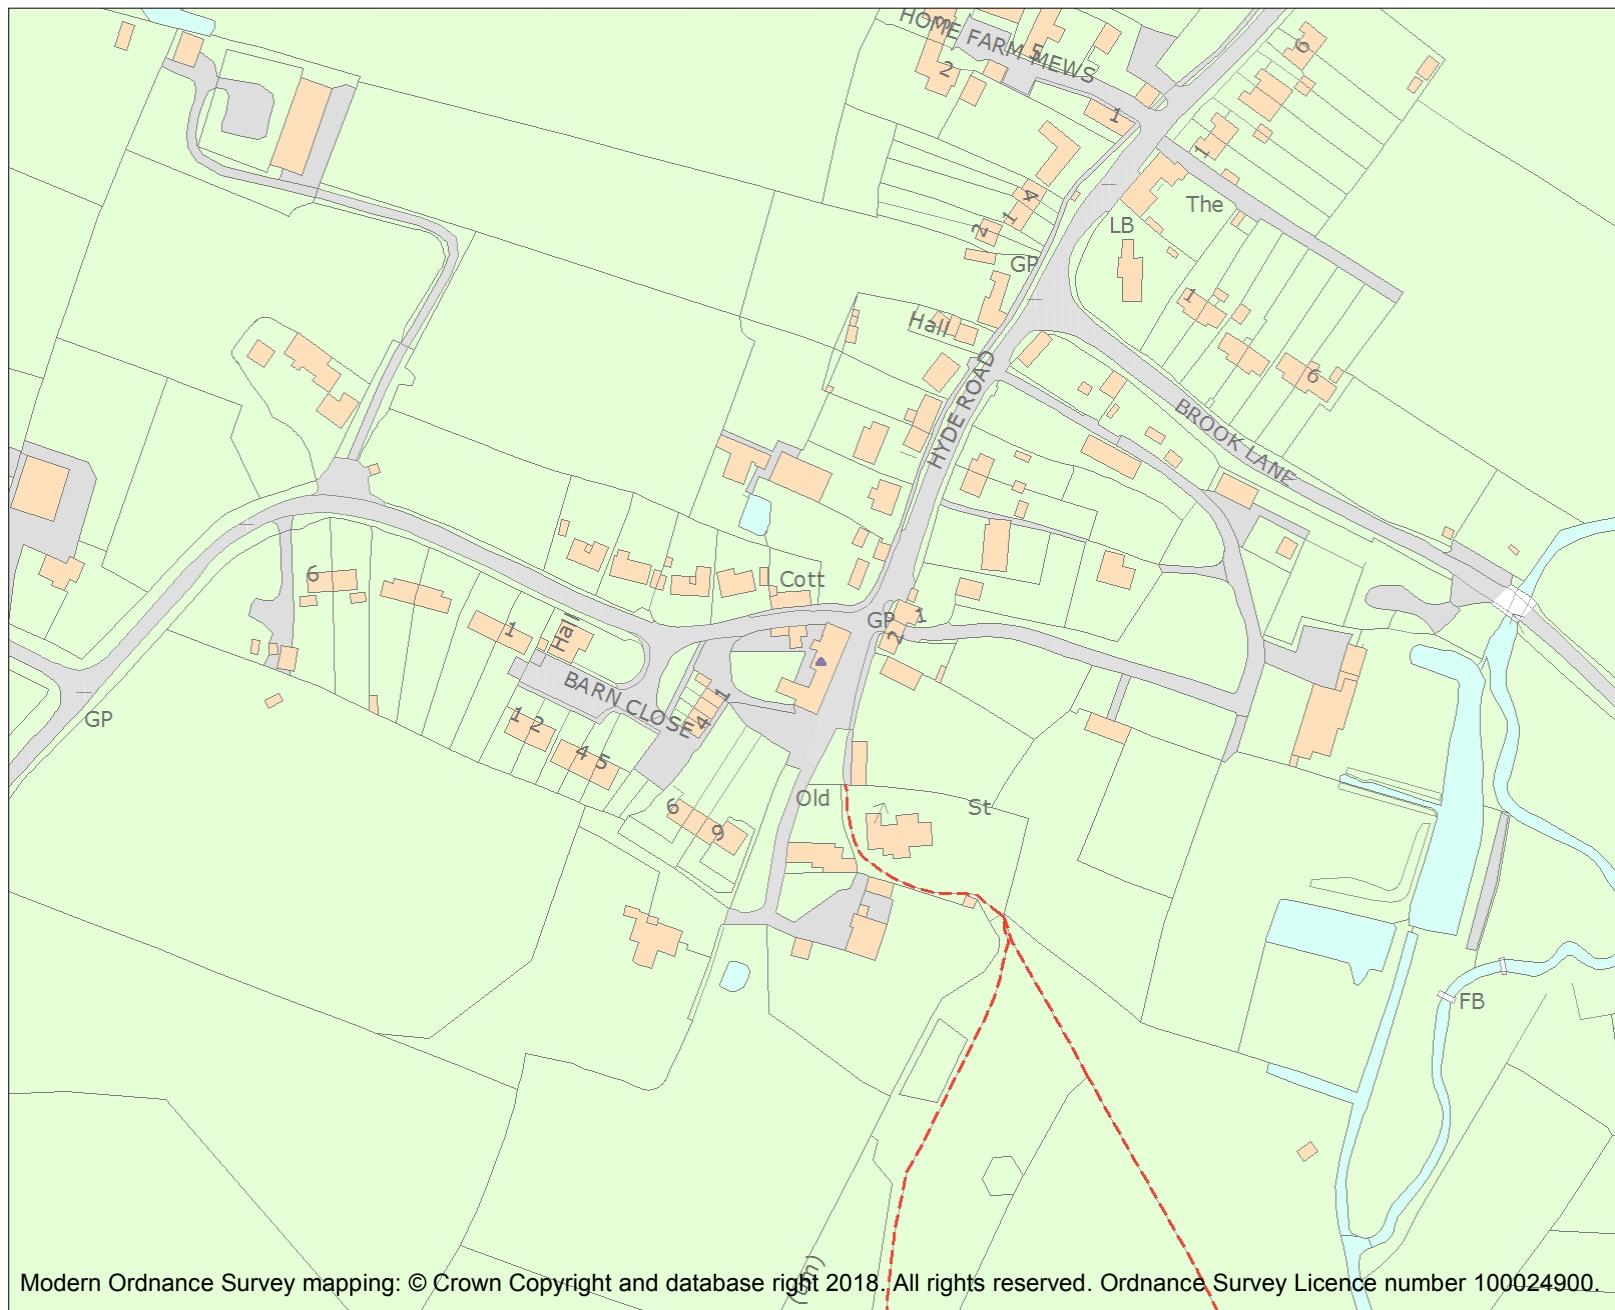 HOME FARM MEWS
3
5
2
1
6
1
The
LB
4
1
2
GP
Hall
1
6
HYDE ROAD
BROOK LANE
6
Cott
GP
1
2
1
Hall
BARN CLOSE
1
4
GP
1 2
4 5
Old
St
6
9
FB
(um)
Modern Ordnance Survey mapping: © Crown Copyright and database right 2018. All rights reserved. Ordnance Survey Licence number 100024900.